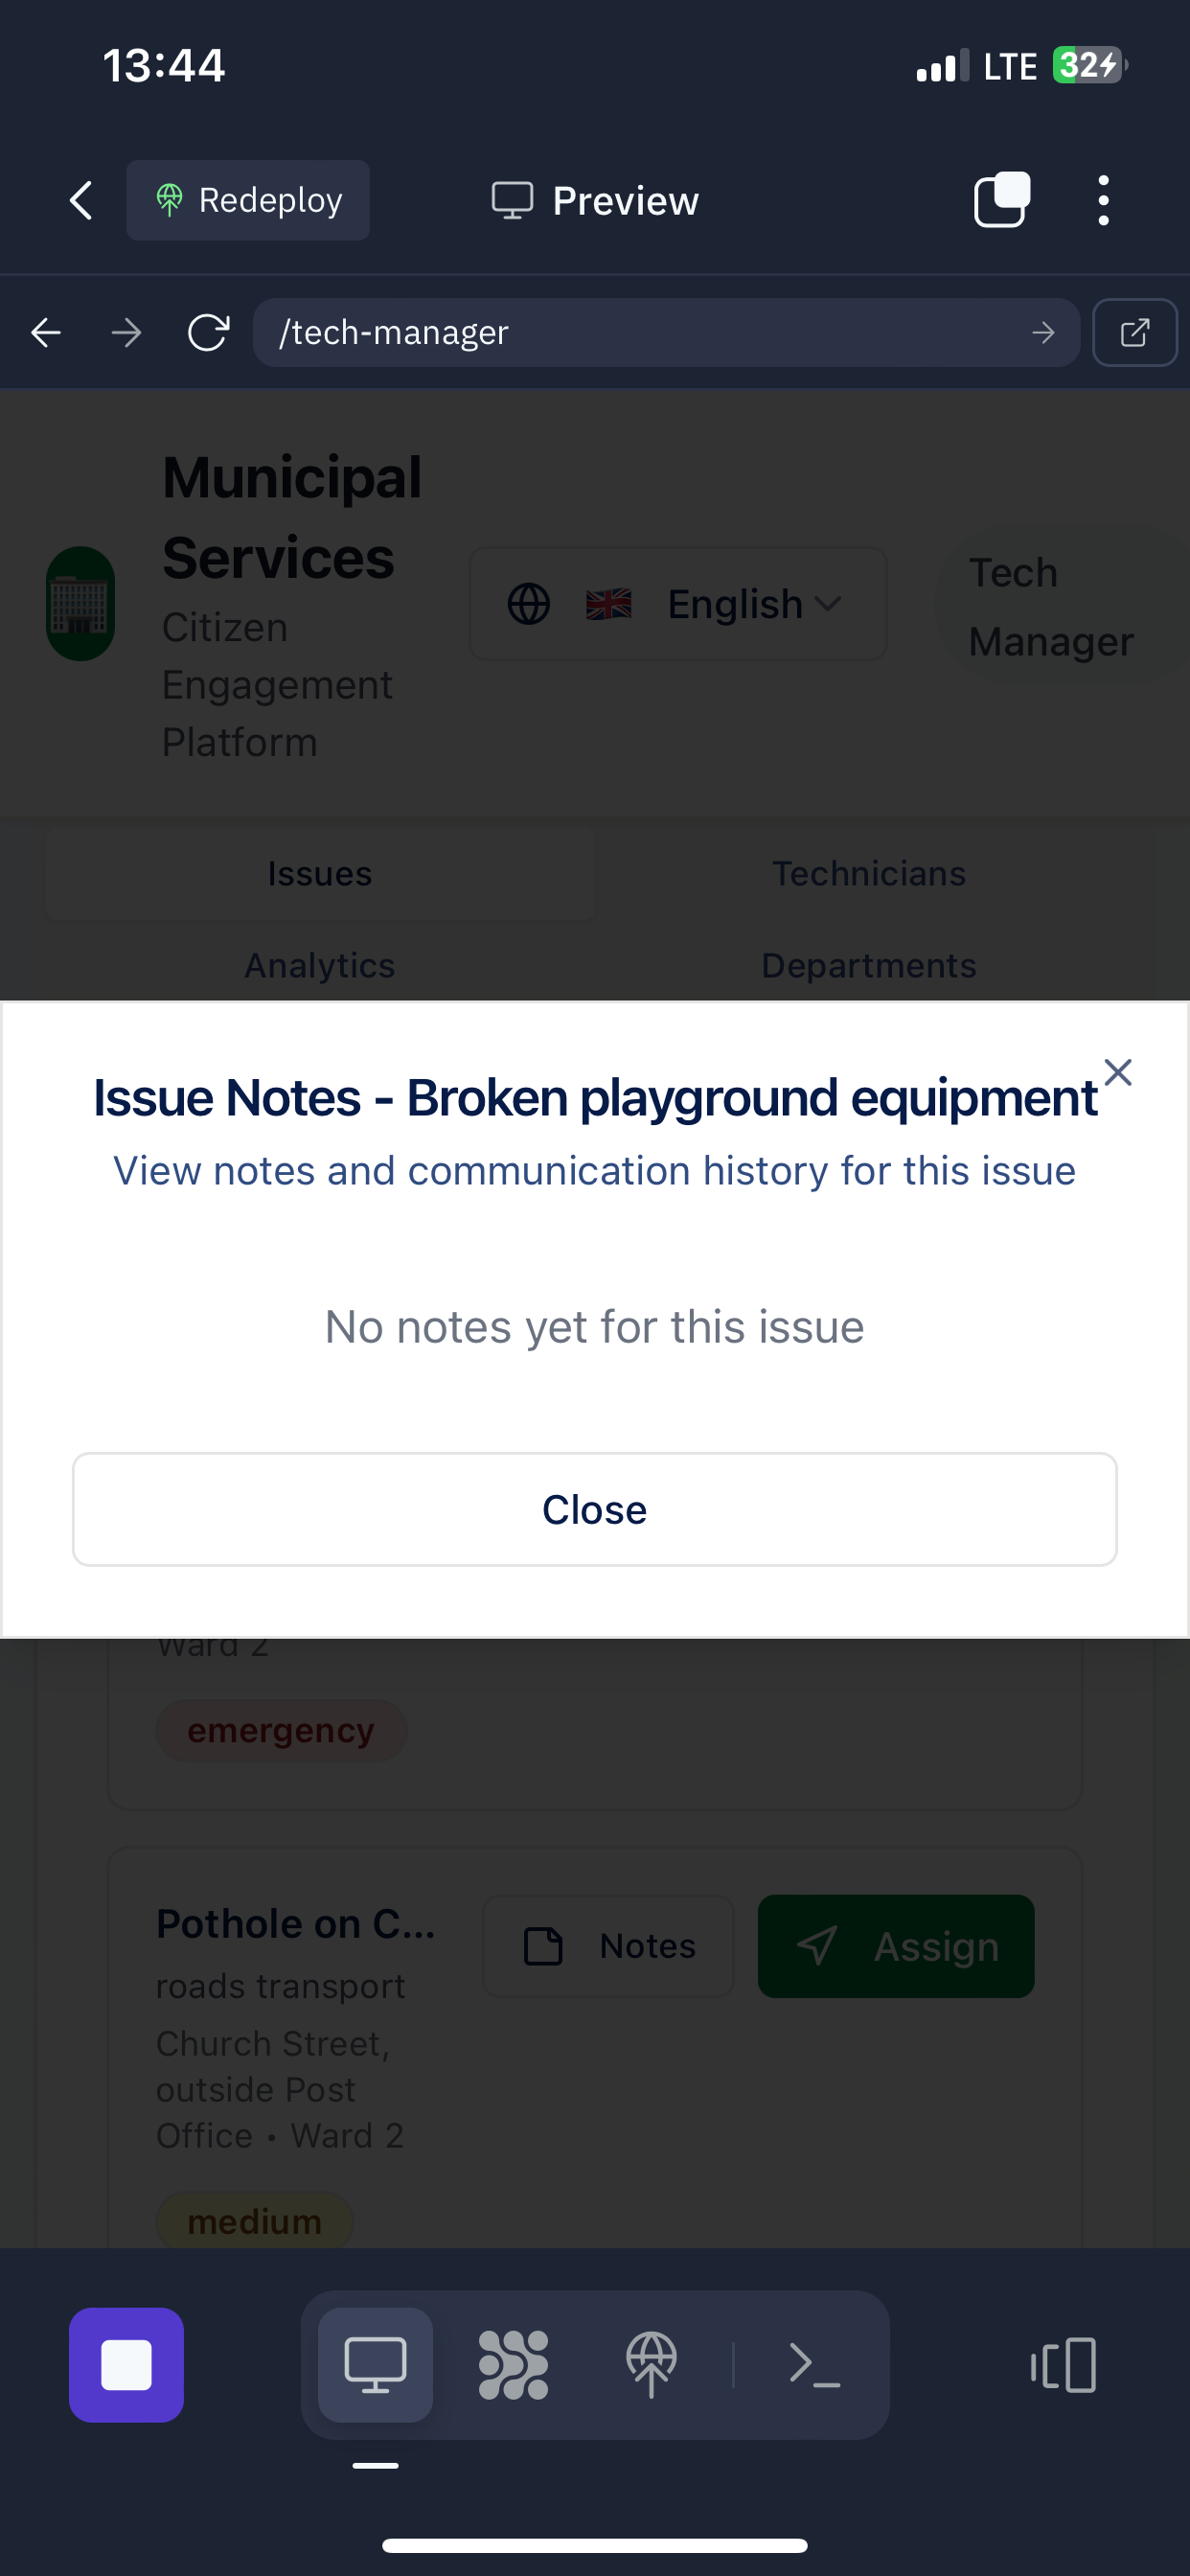 13:44
LTE
32
Redeploy
Preview
/tech-manager
Municipal
Services
Citizen
Engagement
Platform
English
Tech
Manager
Issues
Technicians
Analytics
Departments
Issue Notes - Broken playground equipment
View notes and communication history for this issue
No notes yet for this issue
Close
Ward 2
emergency
Pothole on C...
Notes
Assign
roads transport
Church Street,
outside Post
Office • Ward 2
medium